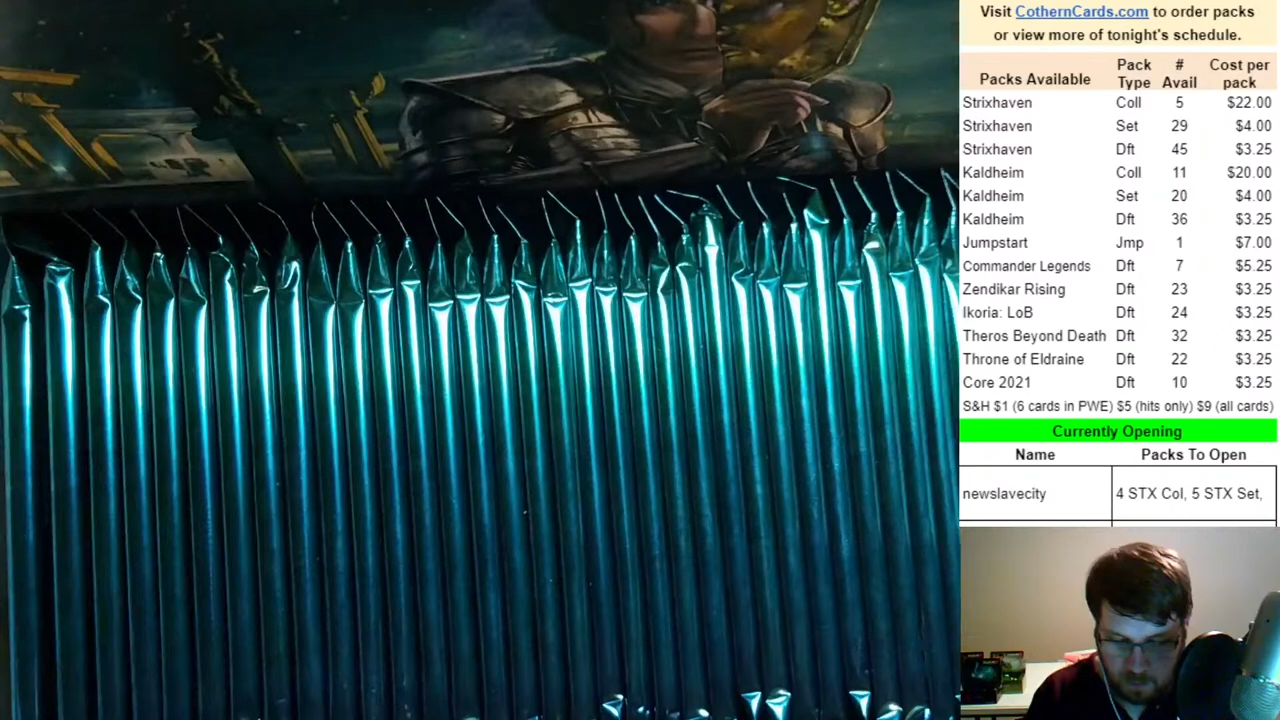 Visit CothernCards.com to order packs
or view more of tonight's schedule.
Packs Available Pack Type # Avail Cost per pack
Strixhaven Coll 5 $22.00
Strixhaven Set 29 $4.00
Strixhaven Dft 45 $3.25
Kaldheim Coll 11 $20.00
Kaldheim Set 20 $4.00
Kaldheim Dft 36 $3.25
Jumpstart Jmp 1 $7.00
Commander Legends Dft 7 $5.25
Zendikar Rising Dft 23 $3.25
Ikoria: LoB Dft 24 $3.25
Theros Beyond Death Dft 32 $3.25
Throne of Eldraine Dft 22 $3.25
Core 2021 Dft 10 $3.25
S&H $1 (6 cards in PWE) $5 (hits only) $9 (all cards)
Currently Opening
Name Packs To Open
newslavecity 4 STX Col, 5 STX Set,